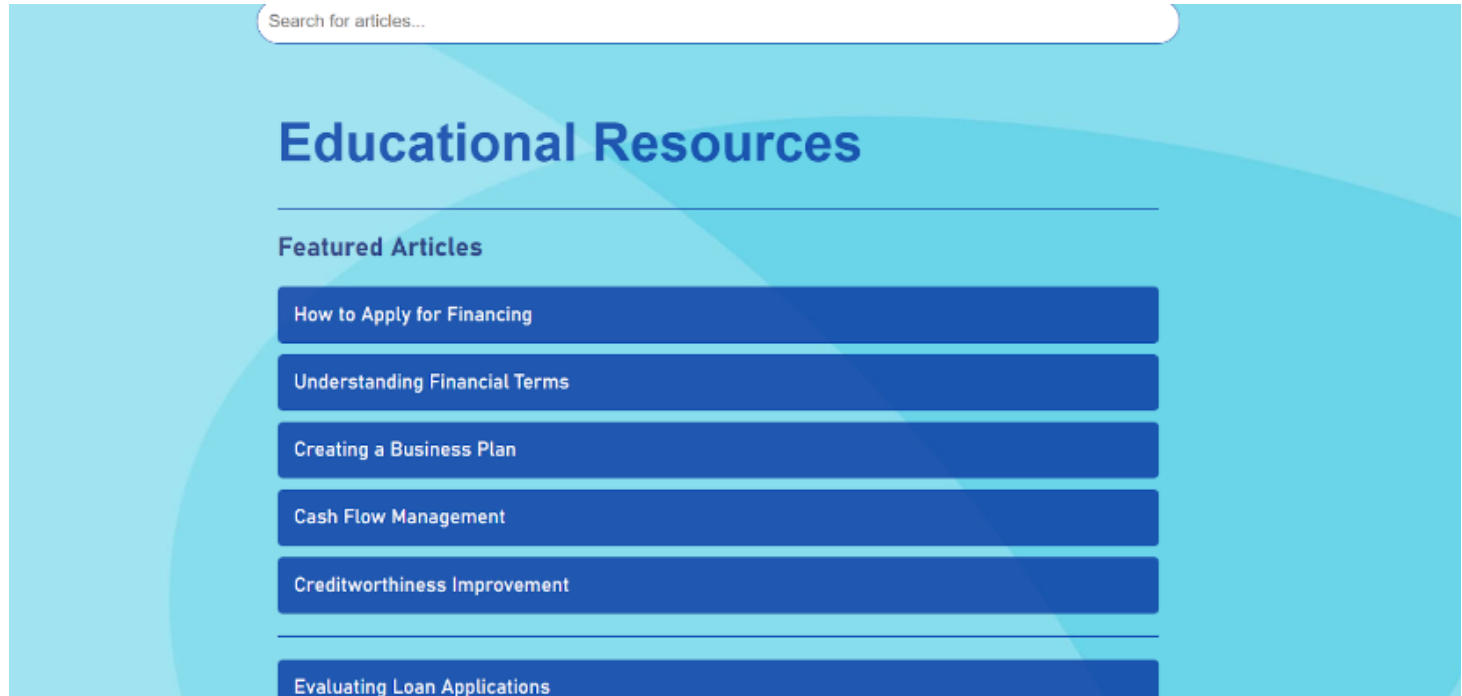 Search for articles...
Educational Resources
Featured Articles
How to Apply for Financing
Understanding Financial Terms
Creating a Business Plan
Cash Flow Management
Creditworthiness Improvement
Evaluating Loan Applications